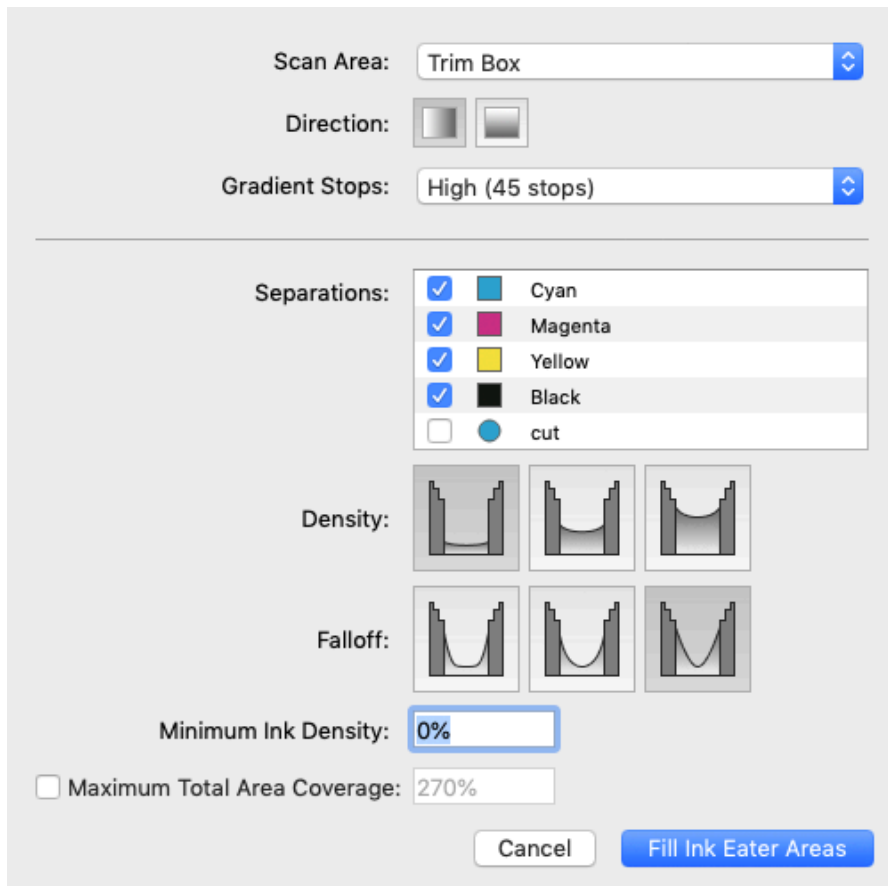 Scan Area: Trim Box
Direction:
Gradient Stops: High (45 stops)
Separations: Cyan
Magenta
Yellow
Black
cut
Density:
Falloff:
Minimum Ink Density: 0%
Maximum Total Area Coverage: 270%
Cancel Fill Ink Eater Areas